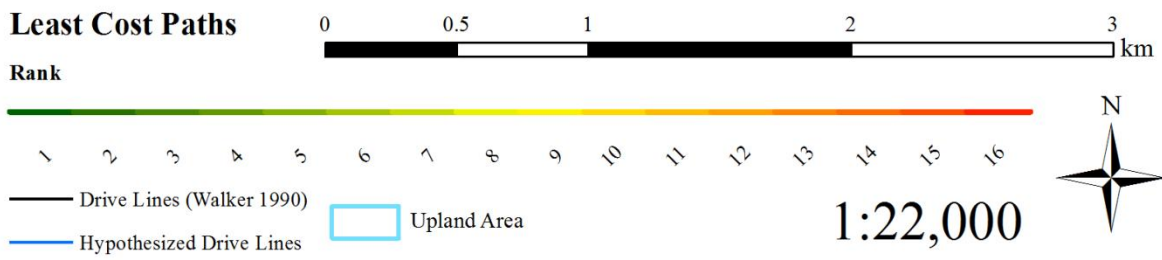 Least Cost Paths
0 0.5 1 2 3
km
Rank
N
1 2 3 4 5 6 7 8 9 10 11 12 13 14 15 16
Drive Lines (Walker 1990)
Upland Area
1:22,000
Hypothesized Drive Lines